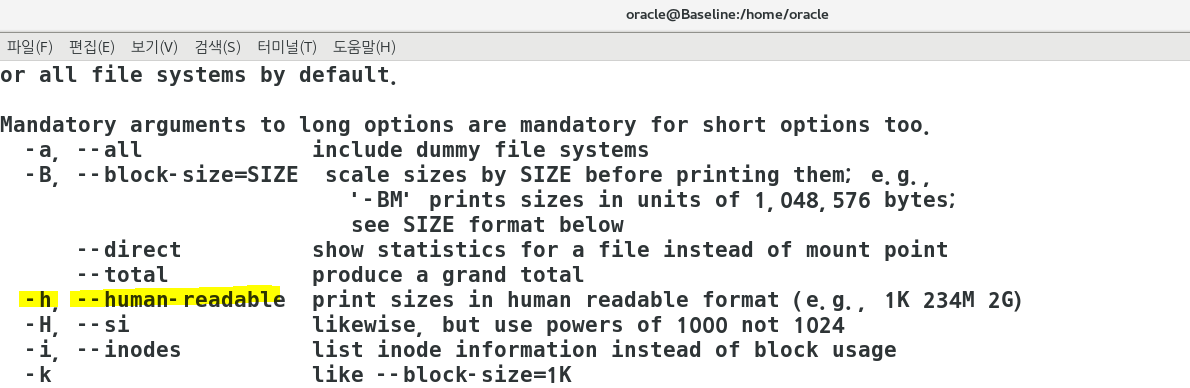 oracle@Baseline:/home/oracle
파일(F) 편집(E) 보기(V) 검색(S) 터미널(T) 도움말(H)
or all file systems by default.
Mandatory arguments to long options are mandatory for short options too.
-a, --all include dummy file systems
-B, --block-size=SIZE scale sizes by SIZE before printing them; e.g.,
'-BM' prints sizes in units of 1,048,576 bytes;
see SIZE format below
--direct show statistics for a file instead of mount point
--total produce a grand total
-h, --human-readable print sizes in human readable format (e.g., 1K 234M 2G)
-H, --si likewise, but use powers of 1000 not 1024
-i, --inodes list inode information instead of block usage
-k like --block-size=1K